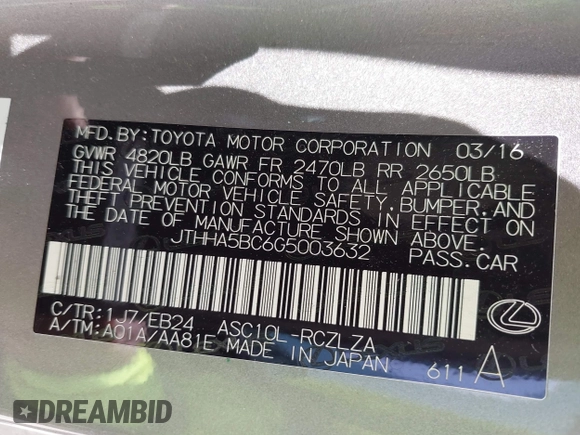 MFD.BY:TOYOTA MOTOR CORPORATION 03/16
GVWR 4820LB GAWR FR 2470LB RR 2650LB
THIS VEHICLE CONFORMS TO ALL APPLICABLE
FEDERAL MOTOR VEHICLE SAFETY,BUMPER,AND
THEFT PREVENTION STANDARDS IN EFFECT ON
THE DATE OF MANUFACTURE SHOWN ABOVE.
JTHHA5BC6G5003632 PASS.CAR
C/TR:1J7/EB24 ASC10L -RCZLZA
A/TM:A01A/AA81E MADE IN JAPAN 611A
DREAMBID